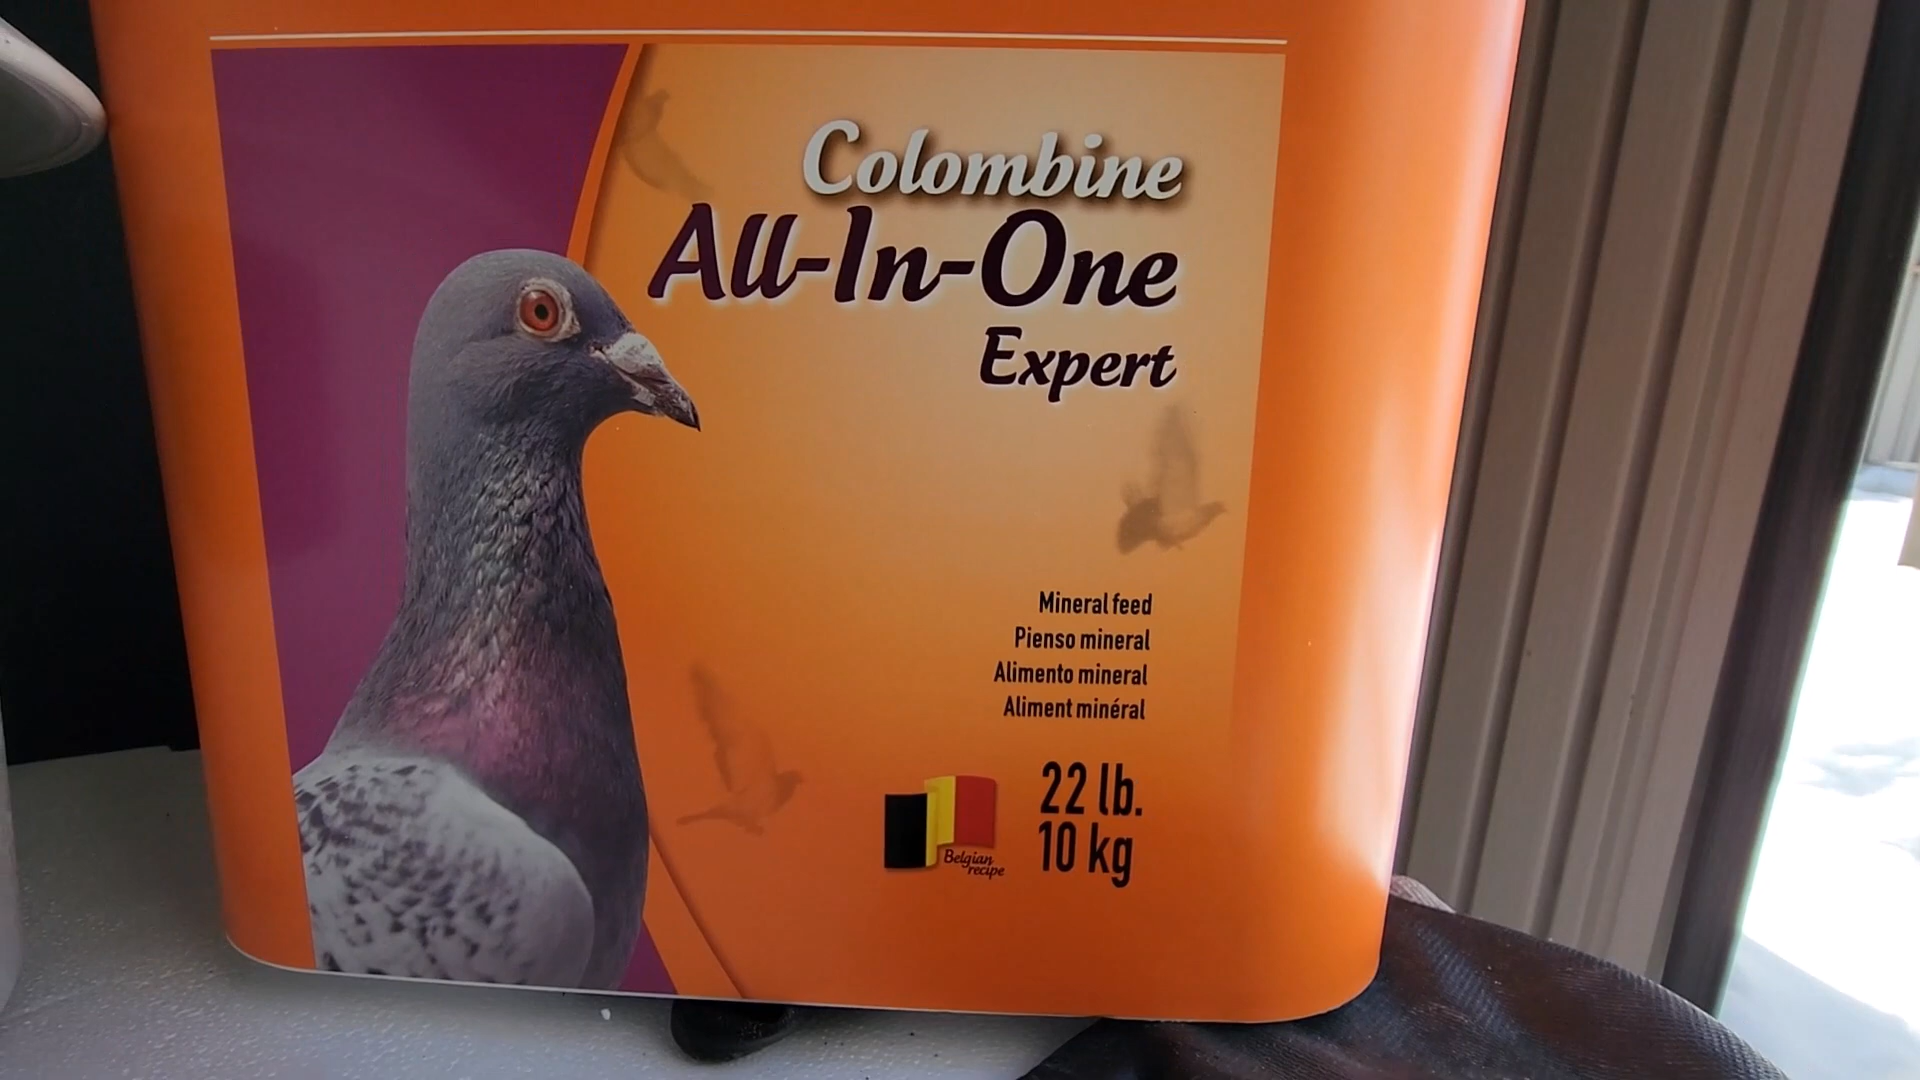 Colombine
All-In-One
Expert
Mineral feed
Pienso mineral
Alimento mineral
Aliment minéral
22 lb.
10 kg
Belgian
recipe